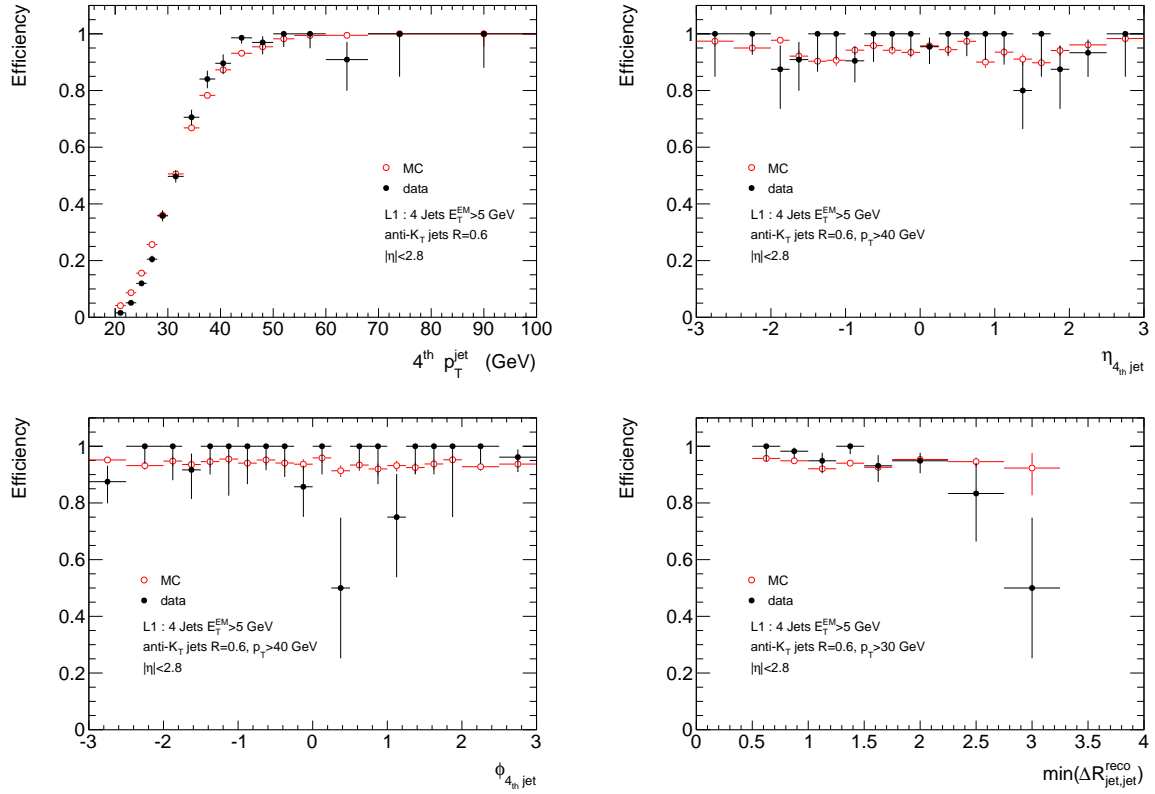 Efficiency
1
0.8
0.6
0.4
0.2
0
MC
data
L1 : 4 Jets E_T^EM>5 GeV
anti-K_T jets R=0.6
|η|<2.8
20 30 40 50 60 70 80 90 100
4^th p_T^jet (GeV)
Efficiency
1
0.8
0.6
0.4
0.2
0
MC
data
L1 : 4 Jets E_T^EM>5 GeV
anti-K_T jets R=0.6, p_T>40 GeV
|η|<2.8
-3 -2 -1 0 1 2 3
η_4_th jet
Efficiency
1
0.8
0.6
0.4
0.2
0
MC
data
L1 : 4 Jets E_T^EM>5 GeV
anti-K_T jets R=0.6, p_T>40 GeV
|η|<2.8
-3 -2 -1 0 1 2 3
ϕ_4_th jet
Efficiency
1
0.8
0.6
0.4
0.2
0
MC
data
L1 : 4 Jets E_T^EM>5 GeV
anti-K_T jets R=0.6, p_T>30 GeV
|η|<2.8
0 0.5 1 1.5 2 2.5 3 3.5 4
min(ΔR_jet,jet^reco)